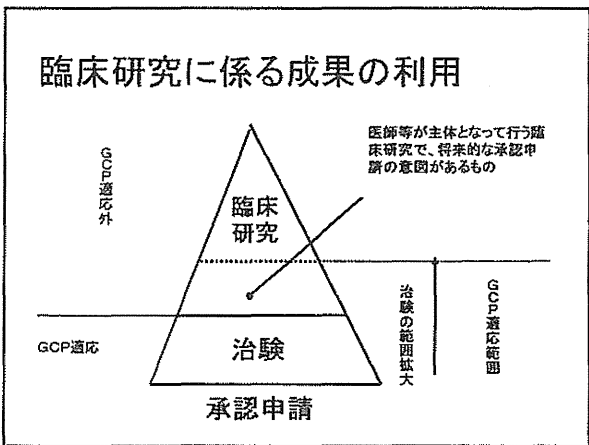 臨床研究に係る成果の利用
医師等が主体となって行う臨
床研究で、将来的な承認申
請の意図があるもの
GCP適応外
臨床
研究
GCP適応
治験
治験の範囲拡大
GCP適応範囲
承認申請